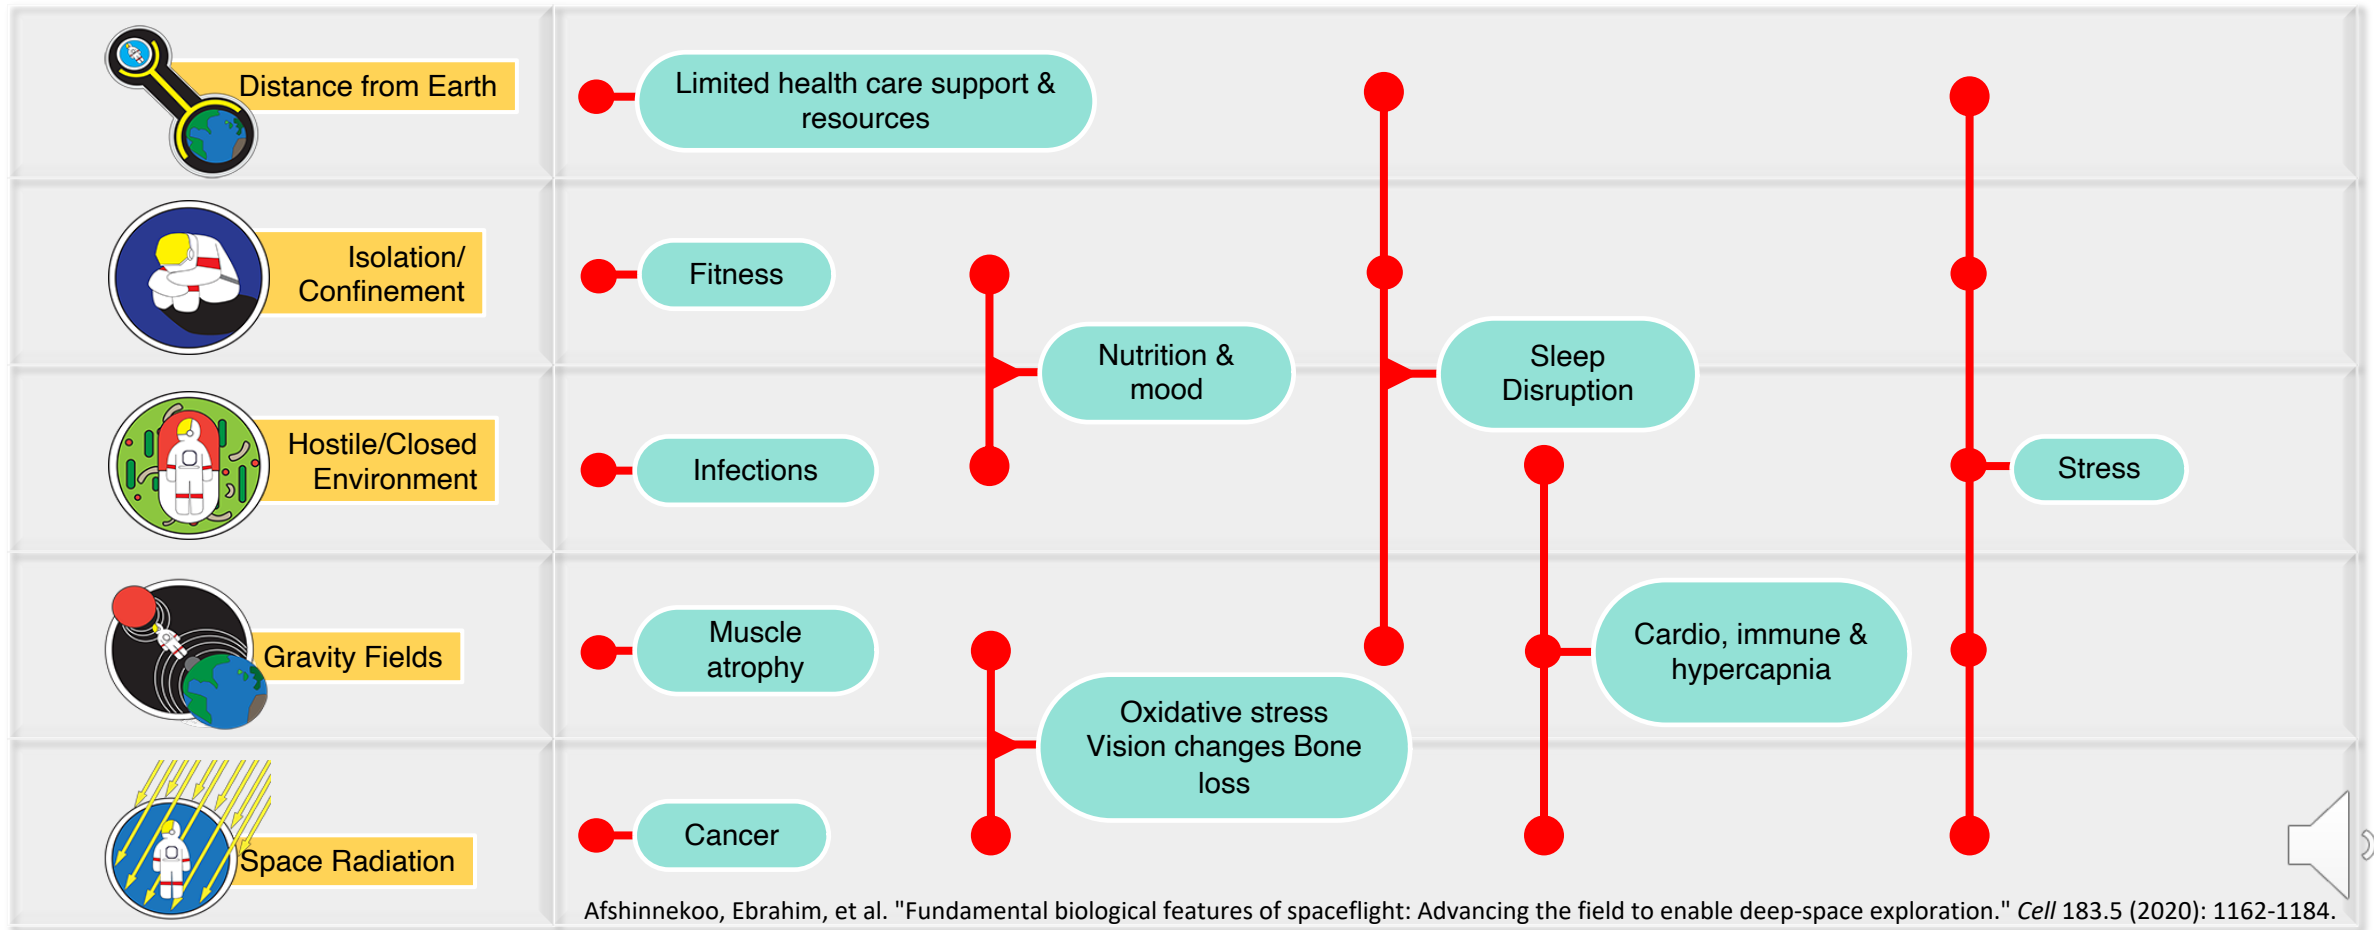 Distance from Earth
Limited health care support &
resources
Isolation/
Confinement
Fitness
Nutrition &
mood
Sleep
Disruption
Hostile/Closed
Environment
Infections
Stress
Gravity Fields
Muscle
atrophy
Oxidative stress
Vision changes Bone
loss
Cardio, immune &
hypercapnia
Space Radiation
Cancer
Afshinnekoo, Ebrahim, et al. "Fundamental biological features of spaceflight: Advancing the field to enable deep-space exploration." Cell 183.5 (2020): 1162-1184.